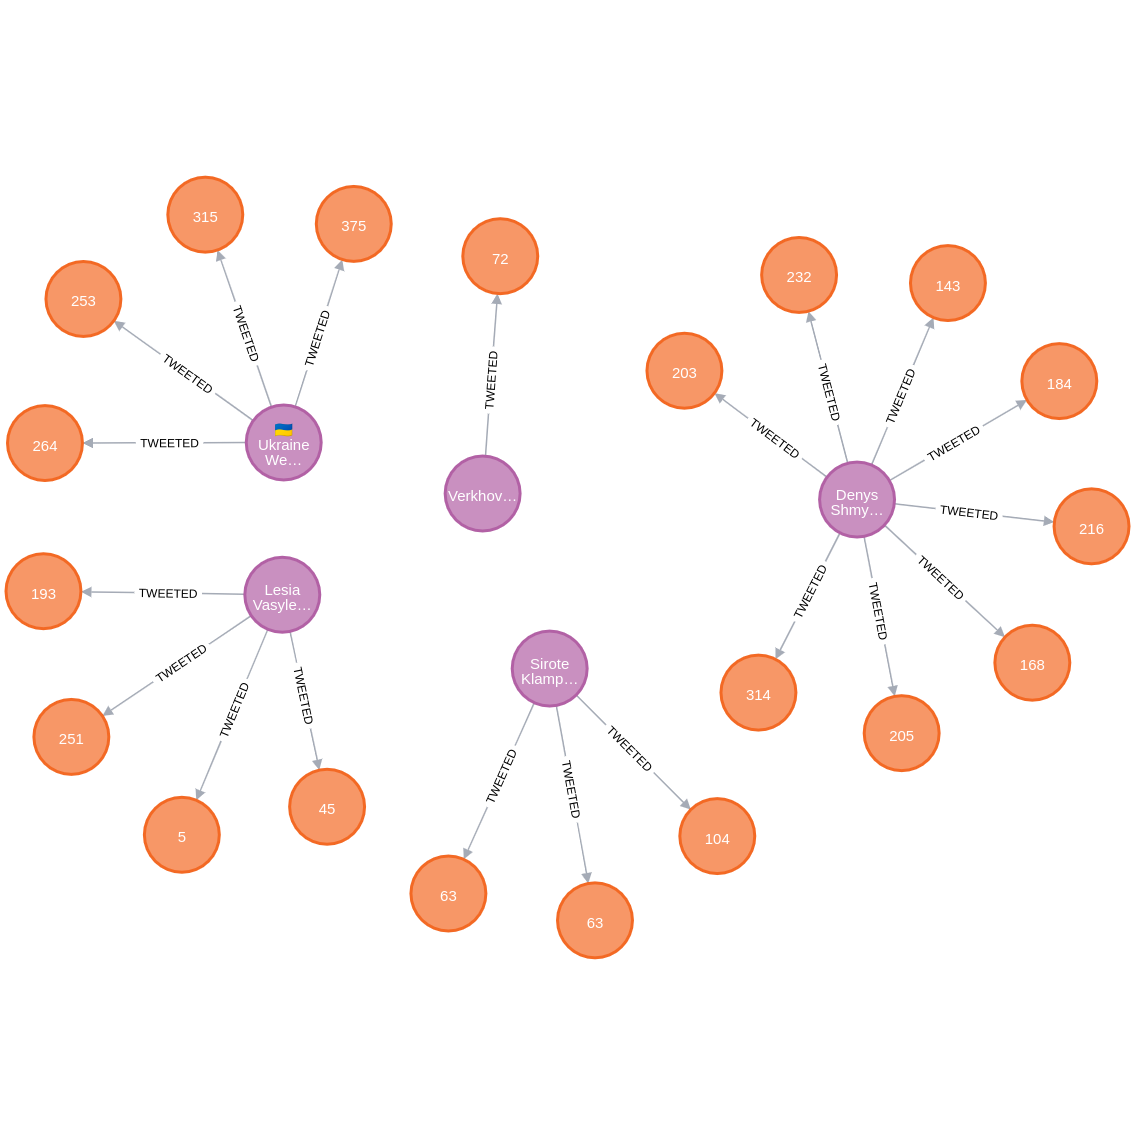 315
375
253
TWEETED
TWEETED
TWEETED
264
TWEETED
🇺🇦
Ukraine
We…
72
TWEETED
Verkhov…
232
143
203
184
TWEETED
TWEETED
TWEETED
TWEETED
Denys
Shmy…
TWEETED
216
TWEETED
TWEETED
TWEETED
168
314
205
193
TWEETED
Lesia
Vasyle…
TWEETED
TWEETED
TWEETED
251
5
45
Sirote
Klamp…
TWEETED
TWEETED
TWEETED
104
63
63